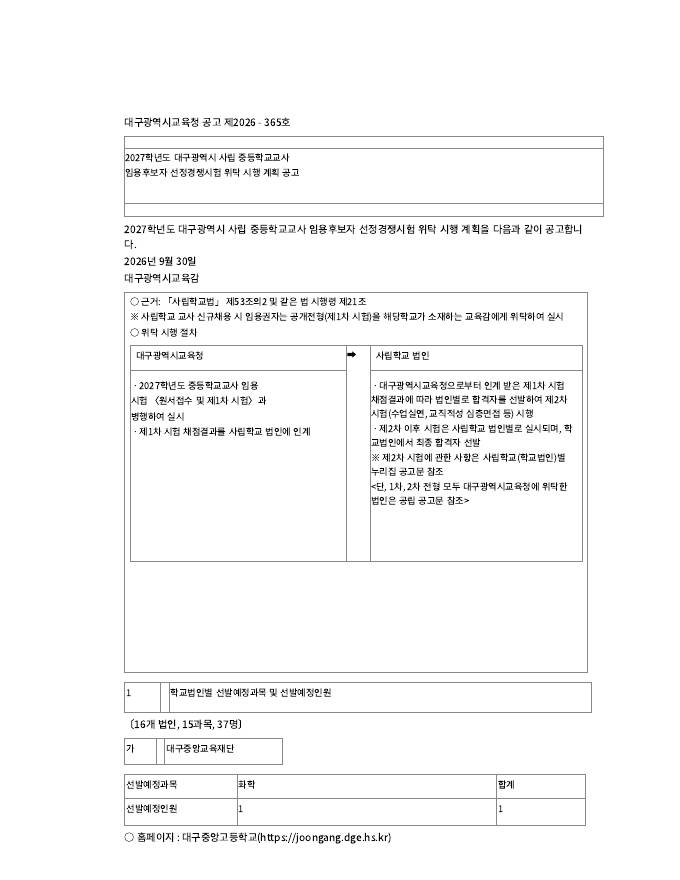 대구광역시교육청 공고 제2026 - 365호
2027학년도 대구광역시 사립 중등학교교사
임용후보자 선정경쟁시험 위탁 시행 계획 공고
2027학년도 대구광역시 사립 중등학교교사 임용후보자 선정경쟁시험 위탁 시행 계획을 다음과 같이 공고합니
다.
2026년 9월 30일
대구광역시교육감
○ 근거: 「사립학교법」 제53조의2 및 같은 법 시행령 제21조
※ 사립학교 교사 신규채용 시 임용권자는 공개전형(제1차 시험)을 해당학교가 소재하는 교육감에게 위탁하여 실시
○ 위탁 시행 절차
대구광역시교육청
➡
사립학교 법인
· 2027학년도 중등학교교사 임용
시험 〈원서접수 및 제1차 시험〉과
병행하여 실시
· 제1차 시험 채점결과를 사립학교 법인에 인계
· 대구광역시교육청으로부터 인계 받은 제1차 시험
채점결과에 따라 법인별로 합격자를 선발하여 제2차
시험(수업실연, 교직적성 심층면접 등) 시행
· 제2차 이후 시험은 사립학교 법인별로 실시되며, 학
교법인에서 최종 합격자 선발
※ 제2차 시험에 관한 사항은 사립학교(학교법인)별
누리집 공고문 참조
<단, 1차, 2차 전형 모두 대구광역시교육청에 위탁한
법인은 공립 공고문 참조>
1 학교법인별 선발예정과목 및 선발예정인원
〔16개 법인, 15과목, 37명〕
가 대구중앙교육재단
선발예정과목 화학 합계
선발예정인원 1 1
○ 홈페이지 : 대구중앙고등학교(https://joongang.dge.hs.kr)